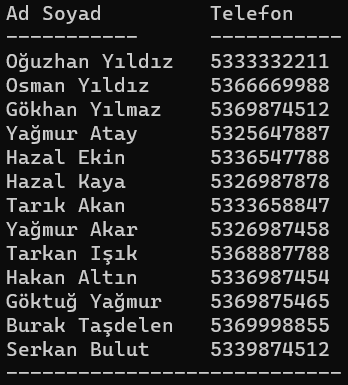 Ad Soyad Telefon
----------- -----------
Oğuzhan Yıldız 5333332211
Osman Yıldız 5366669988
Gökhan Yılmaz 5369874512
Yağmur Atay 5325647887
Hazal Ekin 5336547788
Hazal Kaya 5326987878
Tarık Akan 5333658847
Yağmur Akar 5326987458
Tarkan Işık 5368887788
Hakan Altın 5336987454
Göktuğ Yağmur 5369875465
Burak Taşdelen 5369998855
Serkan Bulut 5339874512
----------------------------